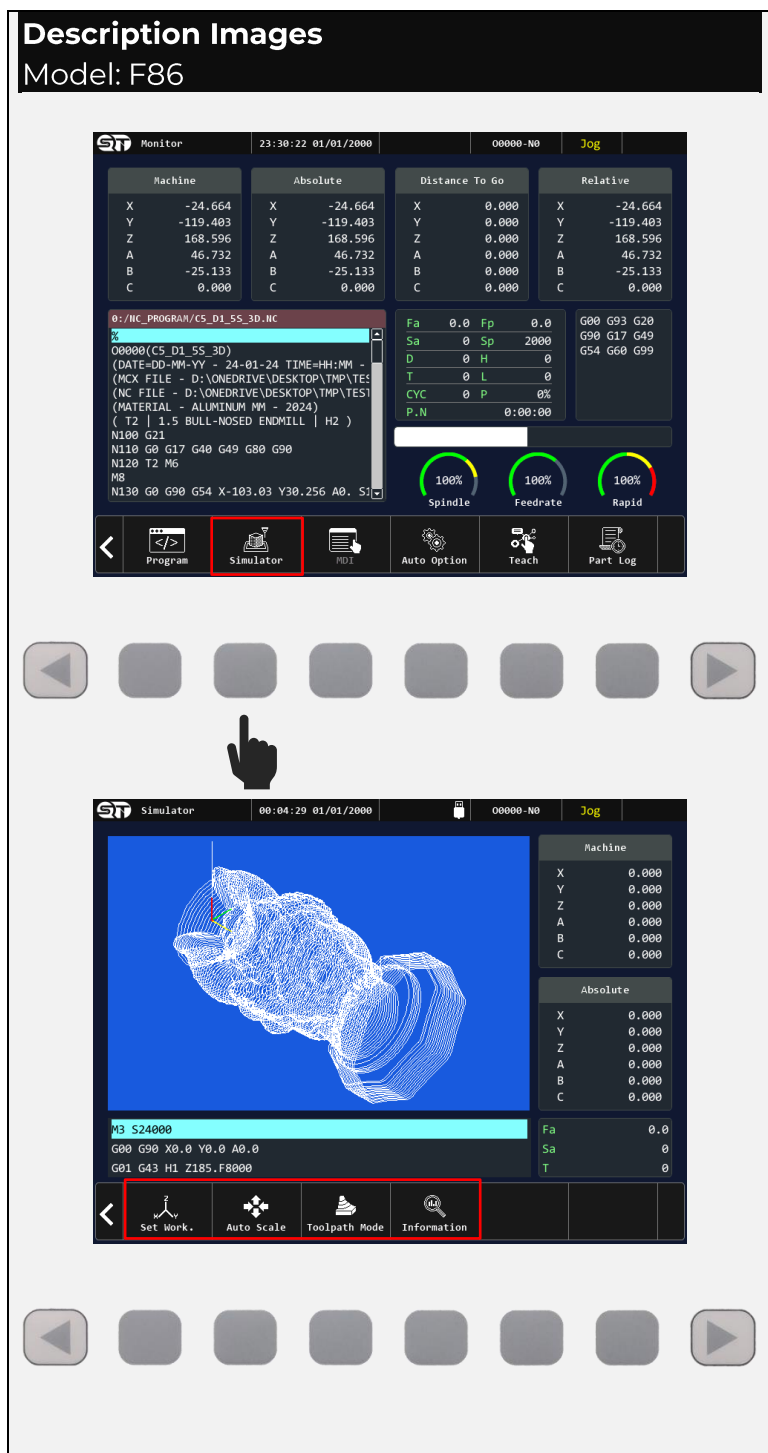 Description Images
Model: F86
Monitor 23:30:22 01/01/2000 O0000-N0 Jog
Machine Absolute Distance To Go Relative
X -24.664 X -24.664 X 0.000 X -24.664
Y -119.403 Y -119.403 Y 0.000 Y -119.403
Z 168.596 Z 168.596 Z 0.000 Z 168.596
A 46.732 A 46.732 A 0.000 A 46.732
B -25.133 B -25.133 B 0.000 B -25.133
C 0.000 C 0.000 C 0.000 C 0.000
0:/NC_PROGRAM/C5_D1_5S_3D.NC
%
O0000(C5_D1_5S_3D)
(DATE=DD-MM-YY - 24-01-24 TIME=HH:MM -
(MCX FILE - D:\ONEDRIVE\DESKTOP\TMP\TES
(NC FILE - D:\ONEDRIVE\DESKTOP\TMP\TEST
(MATERIAL - ALUMINUM MM - 2024)
( T2 | 1.5 BULL-NOSED ENDMILL | H2 )
N100 G21
N110 G0 G17 G40 G49 G80 G90
N120 T2 M6
M8
N130 G0 G90 G54 X-103.03 Y30.256 A0. S1
Fa 0.0 Fp 0.0
Sa 0 Sp 2000
D 0 H 0
T 0 L 0
CYC 0 P 0%
P.N 0:00:00
G00 G93 G20
G90 G17 G49
G54 G60 G99
100% 100% 100%
Spindle Feedrate Rapid
Program Simulator MDI Auto Option Teach Part Log
Simulator 00:04:29 01/01/2000 O0000-N0 Jog
Machine
X 0.000
Y 0.000
Z 0.000
A 0.000
B 0.000
C 0.000
Absolute
X 0.000
Y 0.000
Z 0.000
A 0.000
B 0.000
C 0.000
M3 S24000
G00 G90 X0.0 Y0.0 A0.0
G01 G43 H1 Z185.F8000
Fa 0.0
Sa 0
T 0
Set Work. Auto Scale Toolpath Mode Information